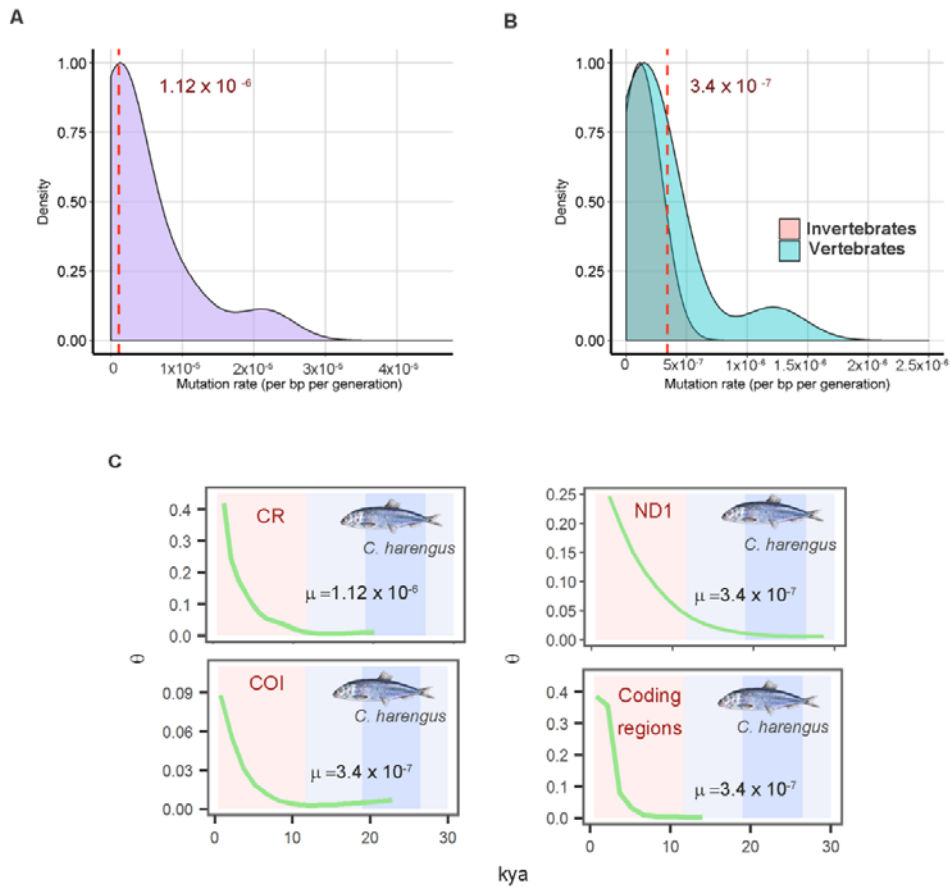 A
1.12 x 10 -6
1.00
0.75
0.50
0.25
0.00
Density
0
1x10-5
2x10-5
3x10-5
4x10-5
Mutation rate (per bp per generation)
B
3.4 x 10 -7
1.00
0.75
0.50
0.25
0.00
Density
Invertebrates
Vertebrates
0
5x10-7
1x10-6
1.5x10-6
2x10-6
2.5x10-6
Mutation rate (per bp per generation)
C
0.4
0.3
0.2
0.1
0.0
CR
C. harengus
μ =1.12 x 10-6
0.25
0.20
0.15
0.10
0.05
0.00
ND1
C. harengus
μ =3.4 x 10-7
θ
θ
0.09
0.06
0.03
0.00
COI
C. harengus
μ =3.4 x 10-7
0
10
20
30
0.4
0.3
0.2
0.1
0.0
Coding
regions
C. harengus
μ =3.4 x 10-7
0
10
20
30
kya